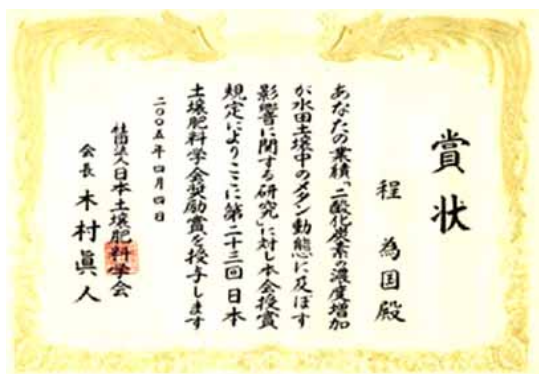 賞状
程 為国殿
あなたの業績「二酸化炭素の濃度増加
が水田土壌中のメタン動態に及ぼす
影響に関する研究」に対し本会授賞
規定によりここに第二十三回日本
土壌肥料学会奨励賞を授与します
二〇〇五年四月四日
社団法人日本土壌肥料学会
会長 木村眞人